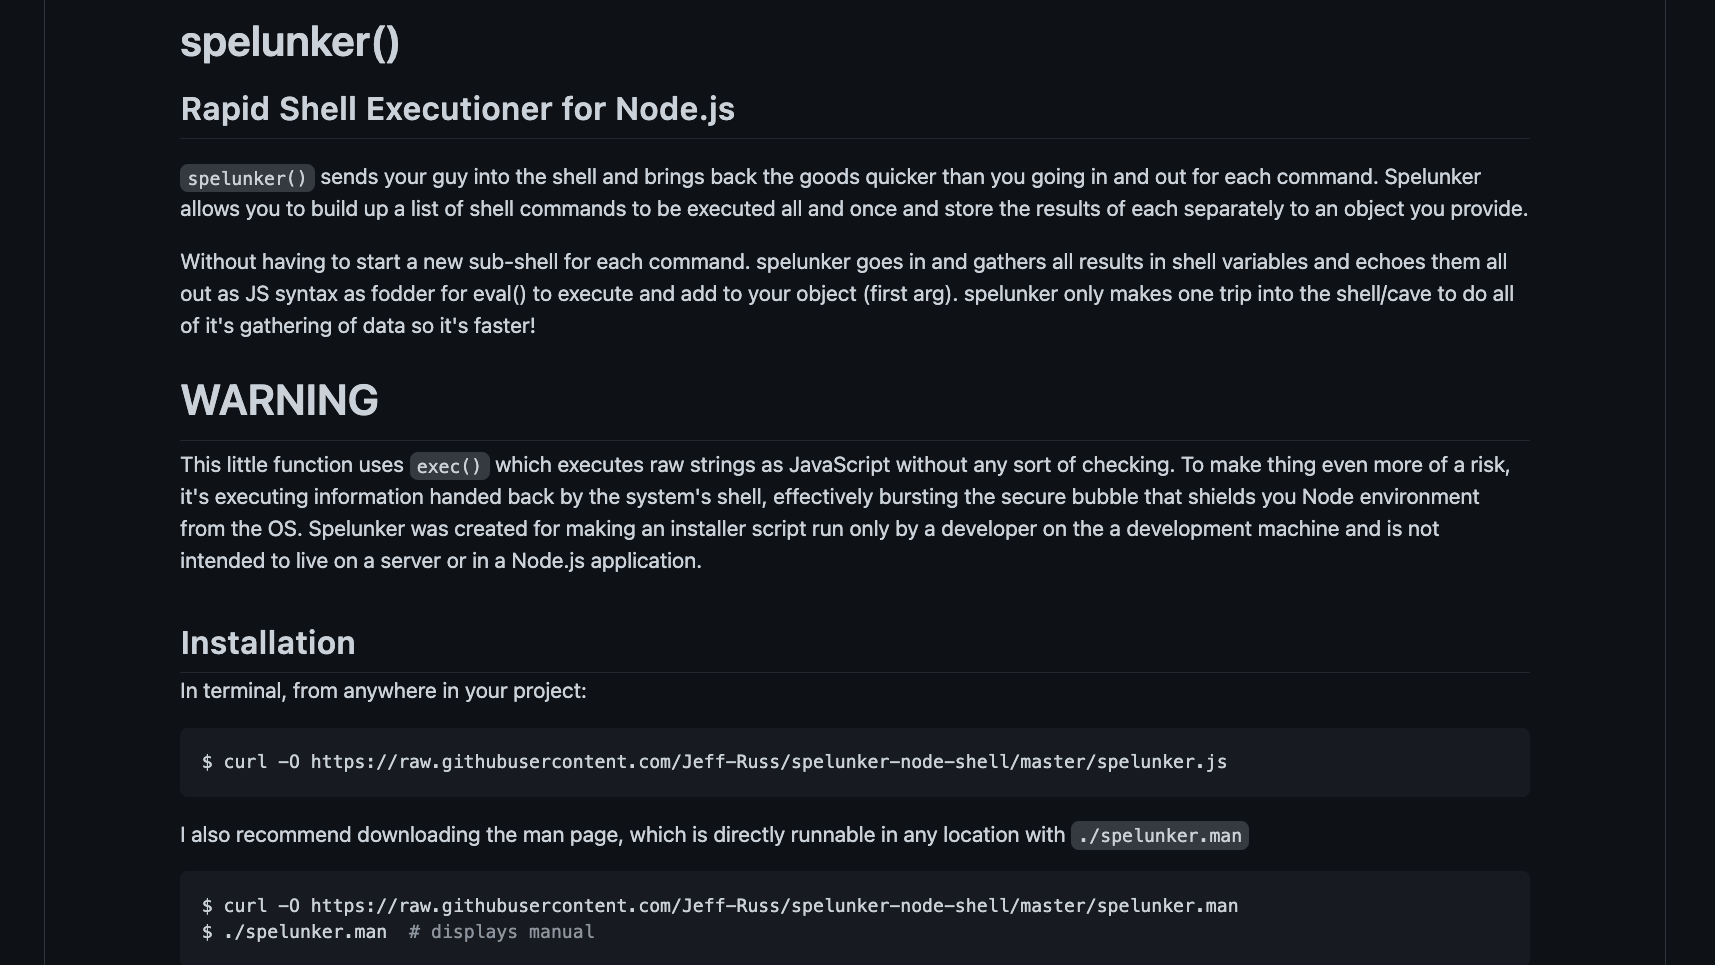 spelunker()
Rapid Shell Executioner for Node.js
spelunker() sends your guy into the shell and brings back the goods quicker than you going in and out for each command. Spelunker
allows you to build up a list of shell commands to be executed all and once and store the results of each separately to an object you provide.
Without having to start a new sub-shell for each command. spelunker goes in and gathers all results in shell variables and echoes them all
out as JS syntax as fodder for eval() to execute and add to your object (first arg). spelunker only makes one trip into the shell/cave to do all
of it's gathering of data so it's faster!
WARNING
This little function uses exec() which executes raw strings as JavaScript without any sort of checking. To make thing even more of a risk,
it's executing information handed back by the system's shell, effectively bursting the secure bubble that shields you Node environment
from the OS. Spelunker was created for making an installer script run only by a developer on the a development machine and is not
intended to live on a server or in a Node.js application.
Installation
In terminal, from anywhere in your project:
$ curl -O https://raw.githubusercontent.com/Jeff-Russ/spelunker-node-shell/master/spelunker.js
I also recommend downloading the man page, which is directly runnable in any location with ./spelunker.man
$ curl -O https://raw.githubusercontent.com/Jeff-Russ/spelunker-node-shell/master/spelunker.man
$ ./spelunker.man  # displays manual